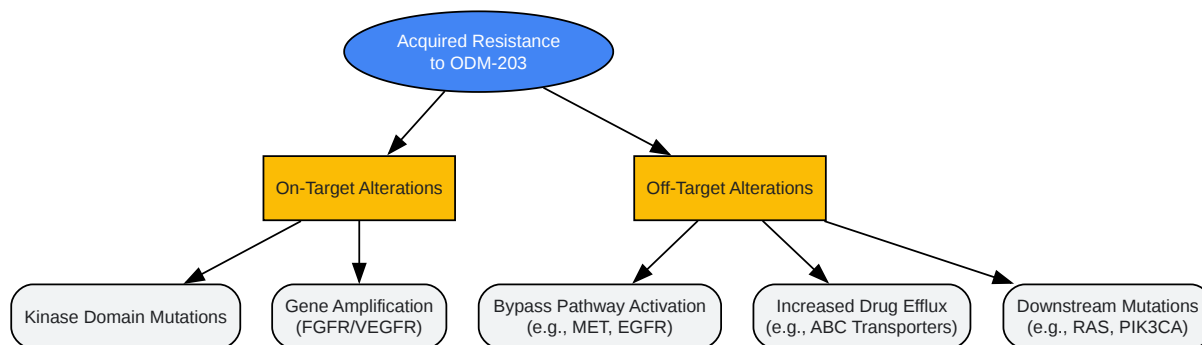 Acquired Resistance
to ODM-203
On-Target Alterations
Off-Target Alterations
Kinase Domain Mutations
Gene Amplification
(FGFR/VEGFR)
Bypass Pathway Activation
(e.g., MET, EGFR)
Increased Drug Efflux
(e.g., ABC Transporters)
Downstream Mutations
(e.g., RAS, PIK3CA)